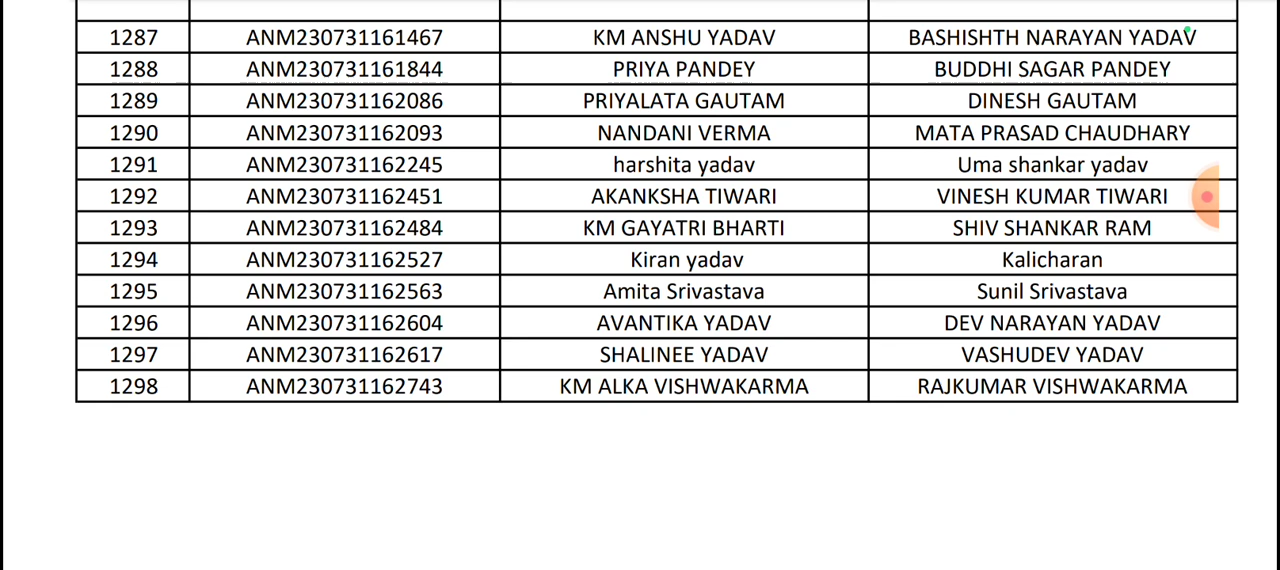 1287 ANM230731161467 KM ANSHU YADAV BASHISHTH NARAYAN YADAV
1288 ANM230731161844 PRIYA PANDEY BUDDHI SAGAR PANDEY
1289 ANM230731162086 PRIYALATA GAUTAM DINESH GAUTAM
1290 ANM230731162093 NANDANI VERMA MATA PRASAD CHAUDHARY
1291 ANM230731162245 harshita yadav Uma shankar yadav
1292 ANM230731162451 AKANKSHA TIWARI VINESH KUMAR TIWARI
1293 ANM230731162484 KM GAYATRI BHARTI SHIV SHANKAR RAM
1294 ANM230731162527 Kiran yadav Kalicharan
1295 ANM230731162563 Amita Srivastava Sunil Srivastava
1296 ANM230731162604 AVANTIKA YADAV DEV NARAYAN YADAV
1297 ANM230731162617 SHALINEE YADAV VASHUDEV YADAV
1298 ANM230731162743 KM ALKA VISHWAKARMA RAJKUMAR VISHWAKARMA